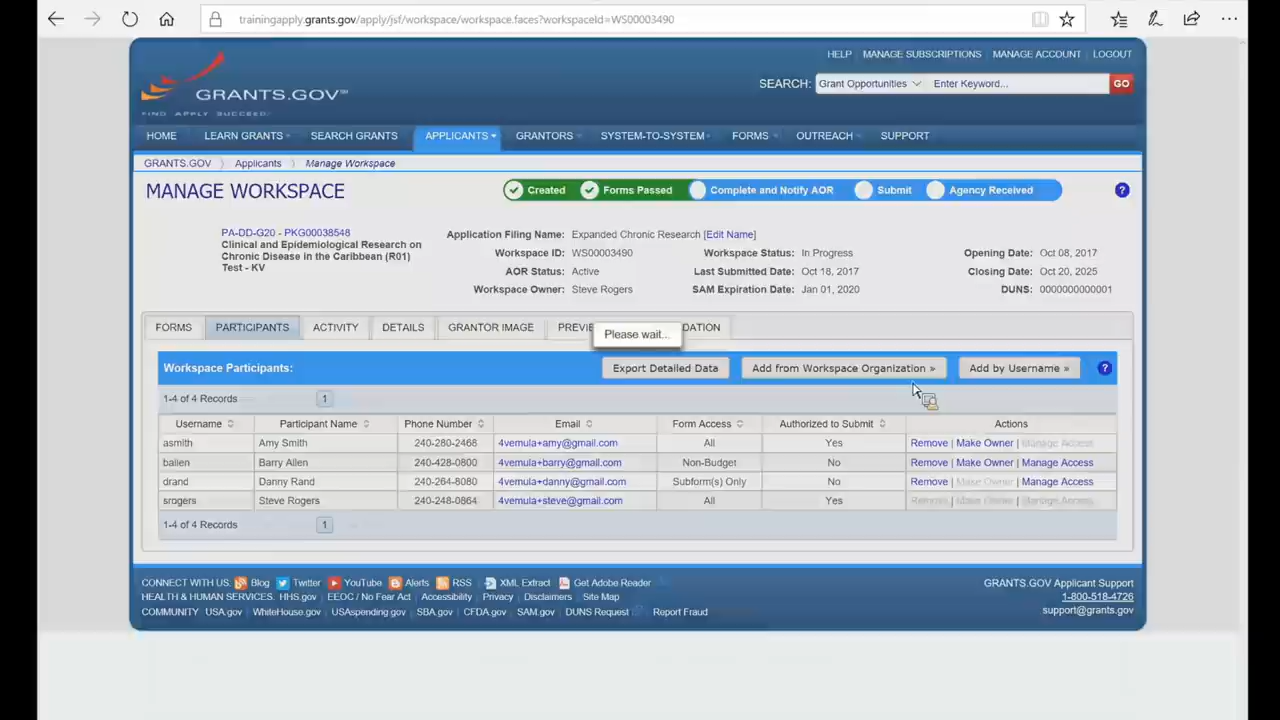 trainingapply.grants.gov/apply/jsf/workspace/workspace.faces?workspaceId=WS00003490
HELP MANAGE SUBSCRIPTIONS MANAGE ACCOUNT LOGOUT
SEARCH: Grant Opportunities Enter Keyword... GO
GRANTS.GOV℠
FIND. APPLY. SUCCEED.
HOME LEARN GRANTS SEARCH GRANTS APPLICANTS GRANTORS SYSTEM-TO-SYSTEM FORMS OUTREACH SUPPORT
GRANTS.GOV Applicants Manage Workspace
MANAGE WORKSPACE Created Forms Passed Complete and Notify AOR Submit Agency Received ?
PA-DD-G20 - PKG00038548
Clinical and Epidemiological Research on
Chronic Disease in the Caribbean (R01)
Test - KV
Application Filing Name: Expanded Chronic Research [Edit Name]
Workspace ID: WS00003490 Workspace Status: In Progress Opening Date: Oct 08, 2017
AOR Status: Active Last Submitted Date: Oct 18, 2017 Closing Date: Oct 20, 2025
Workspace Owner: Steve Rogers SAM Expiration Date: Jan 01, 2020 DUNS: 0000000000001
FORMS PARTICIPANTS ACTIVITY DETAILS GRANTOR IMAGE PREVIE DATION
Please wait...
Workspace Participants: Export Detailed Data Add from Workspace Organization » Add by Username » ?
1-4 of 4 Records 1
Username Participant Name Phone Number Email Form Access Authorized to Submit Actions
asmith Amy Smith 240-280-2468 4vemula+amy@gmail.com All Yes Remove | Make Owner | Manage Access
ballen Barry Allen 240-428-0800 4vemula+barry@gmail.com Non-Budget No Remove | Make Owner | Manage Access
drand Danny Rand 240-264-8080 4vemula+danny@gmail.com Subform(s) Only No Remove | Make Owner | Manage Access
srogers Steve Rogers 240-248-0864 4vemula+steve@gmail.com All Yes Remove | Make Owner | Manage Access
1-4 of 4 Records 1
CONNECT WITH US: Blog Twitter YouTube Alerts RSS XML Extract Get Adobe Reader
HEALTH & HUMAN SERVICES: HHS.gov EEOC / No Fear Act Accessibility Privacy Disclaimers Site Map
COMMUNITY: USA.gov WhiteHouse.gov USAspending.gov SBA.gov CFDA.gov SAM.gov DUNS Request Report Fraud
GRANTS.GOV Applicant Support
1-800-518-4726
support@grants.gov